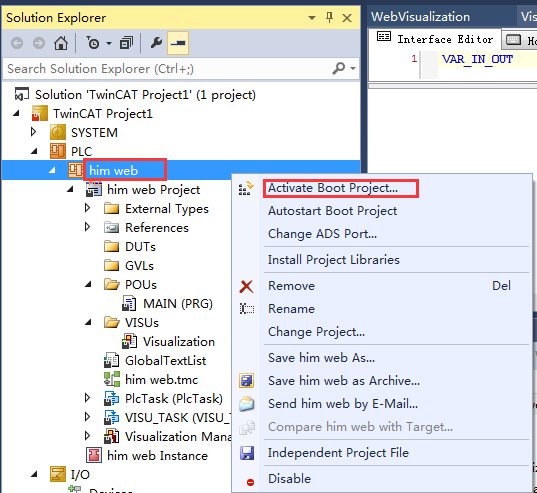 Solution Explorer
Search Solution Explorer (Ctrl+;)
Solution 'TwinCAT Project1' (1 project)
TwinCAT Project1
SYSTEM
PLC
him web
him web Project
External Types
References
DUTs
GVLs
POUs
MAIN (PRG)
VISUs
Visualization
GlobalTextList
him web.tmc
PlcTask (PlcTask)
VISU_TASK (VISU_T
Visualization Mana
him web Instance
I/O
Devices
WebVisualization
Vis
Interface Editor
Ho
1 VAR_IN_OUT
Activate Boot Project...
Autostart Boot Project
Change ADS Port...
Install Project Libraries
Remove Del
Rename
Change Project...
Save him web As...
Save him web as Archive...
Send him web by E-Mail...
Compare him web with Target...
Independent Project File
Disable